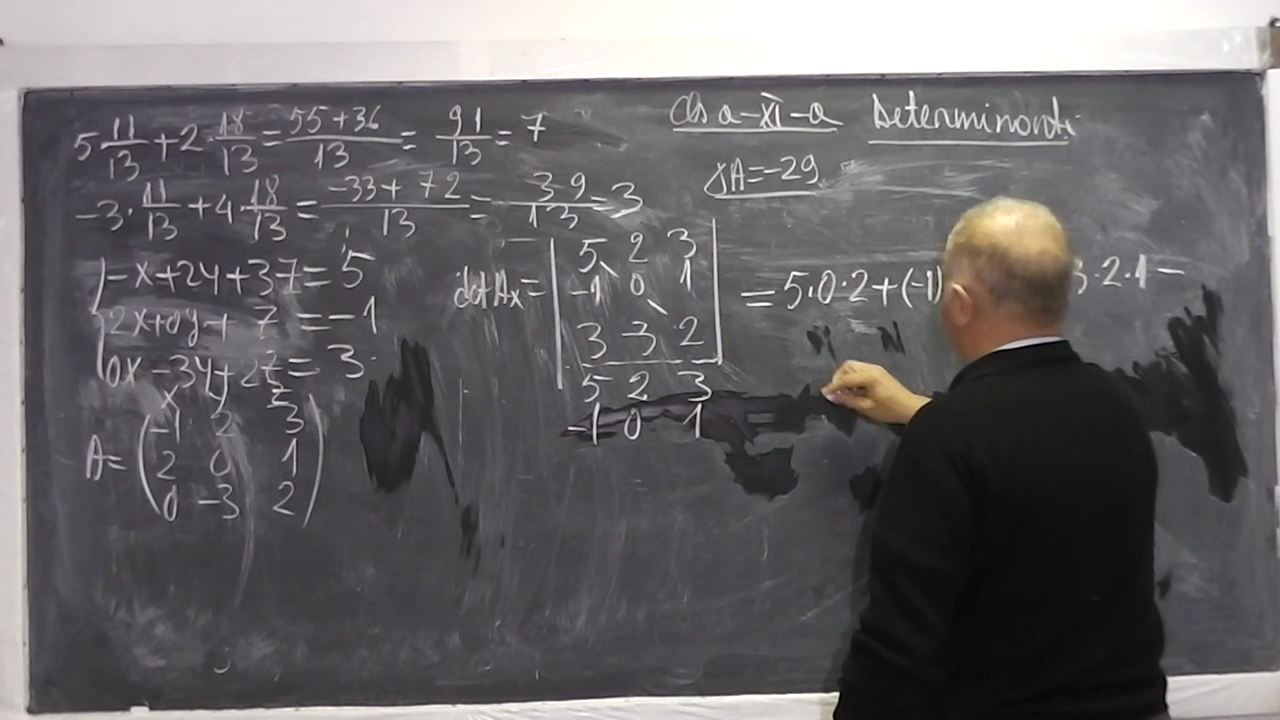 5·11/13+2·18/13=55+36/13=91/13=7
-3·11/13+4·18/13=-33+72/13=39/13=3
-x+2y+3z=5
2x+0y+z=-1
0x-3y+2z=3
x y z
A=(-1 2 3
2 0 1
0 -3 2)
cls a-XI-a Determinanti
A=-29
det Ax=|5 2 3
-1 0 1
3 -3 2|
5 2 3
-1 0 1
=5·0·2+(-1) 3·2·1-